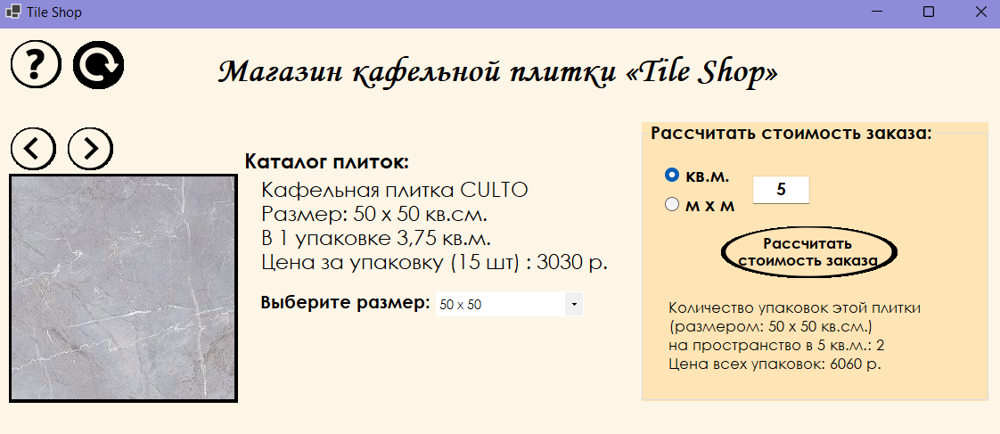 Tile Shop
?
Магазин кафельной плитки «Tile Shop»
Каталог плиток:
Кафельная плитка CULTO
Размер: 50 х 50 кв.см.
В 1 упаковке 3,75 кв.м.
Цена за упаковку (15 шт) : 3030 р.
Выберите размер: 50 x 50
Рассчитать стоимость заказа:
кв.м.
5
м х м
Рассчитать
стоимость заказа
Количество упаковок этой плитки
(размером: 50 х 50 кв.см.)
на пространство в 5 кв.м.: 2
Цена всех упаковок: 6060 р.